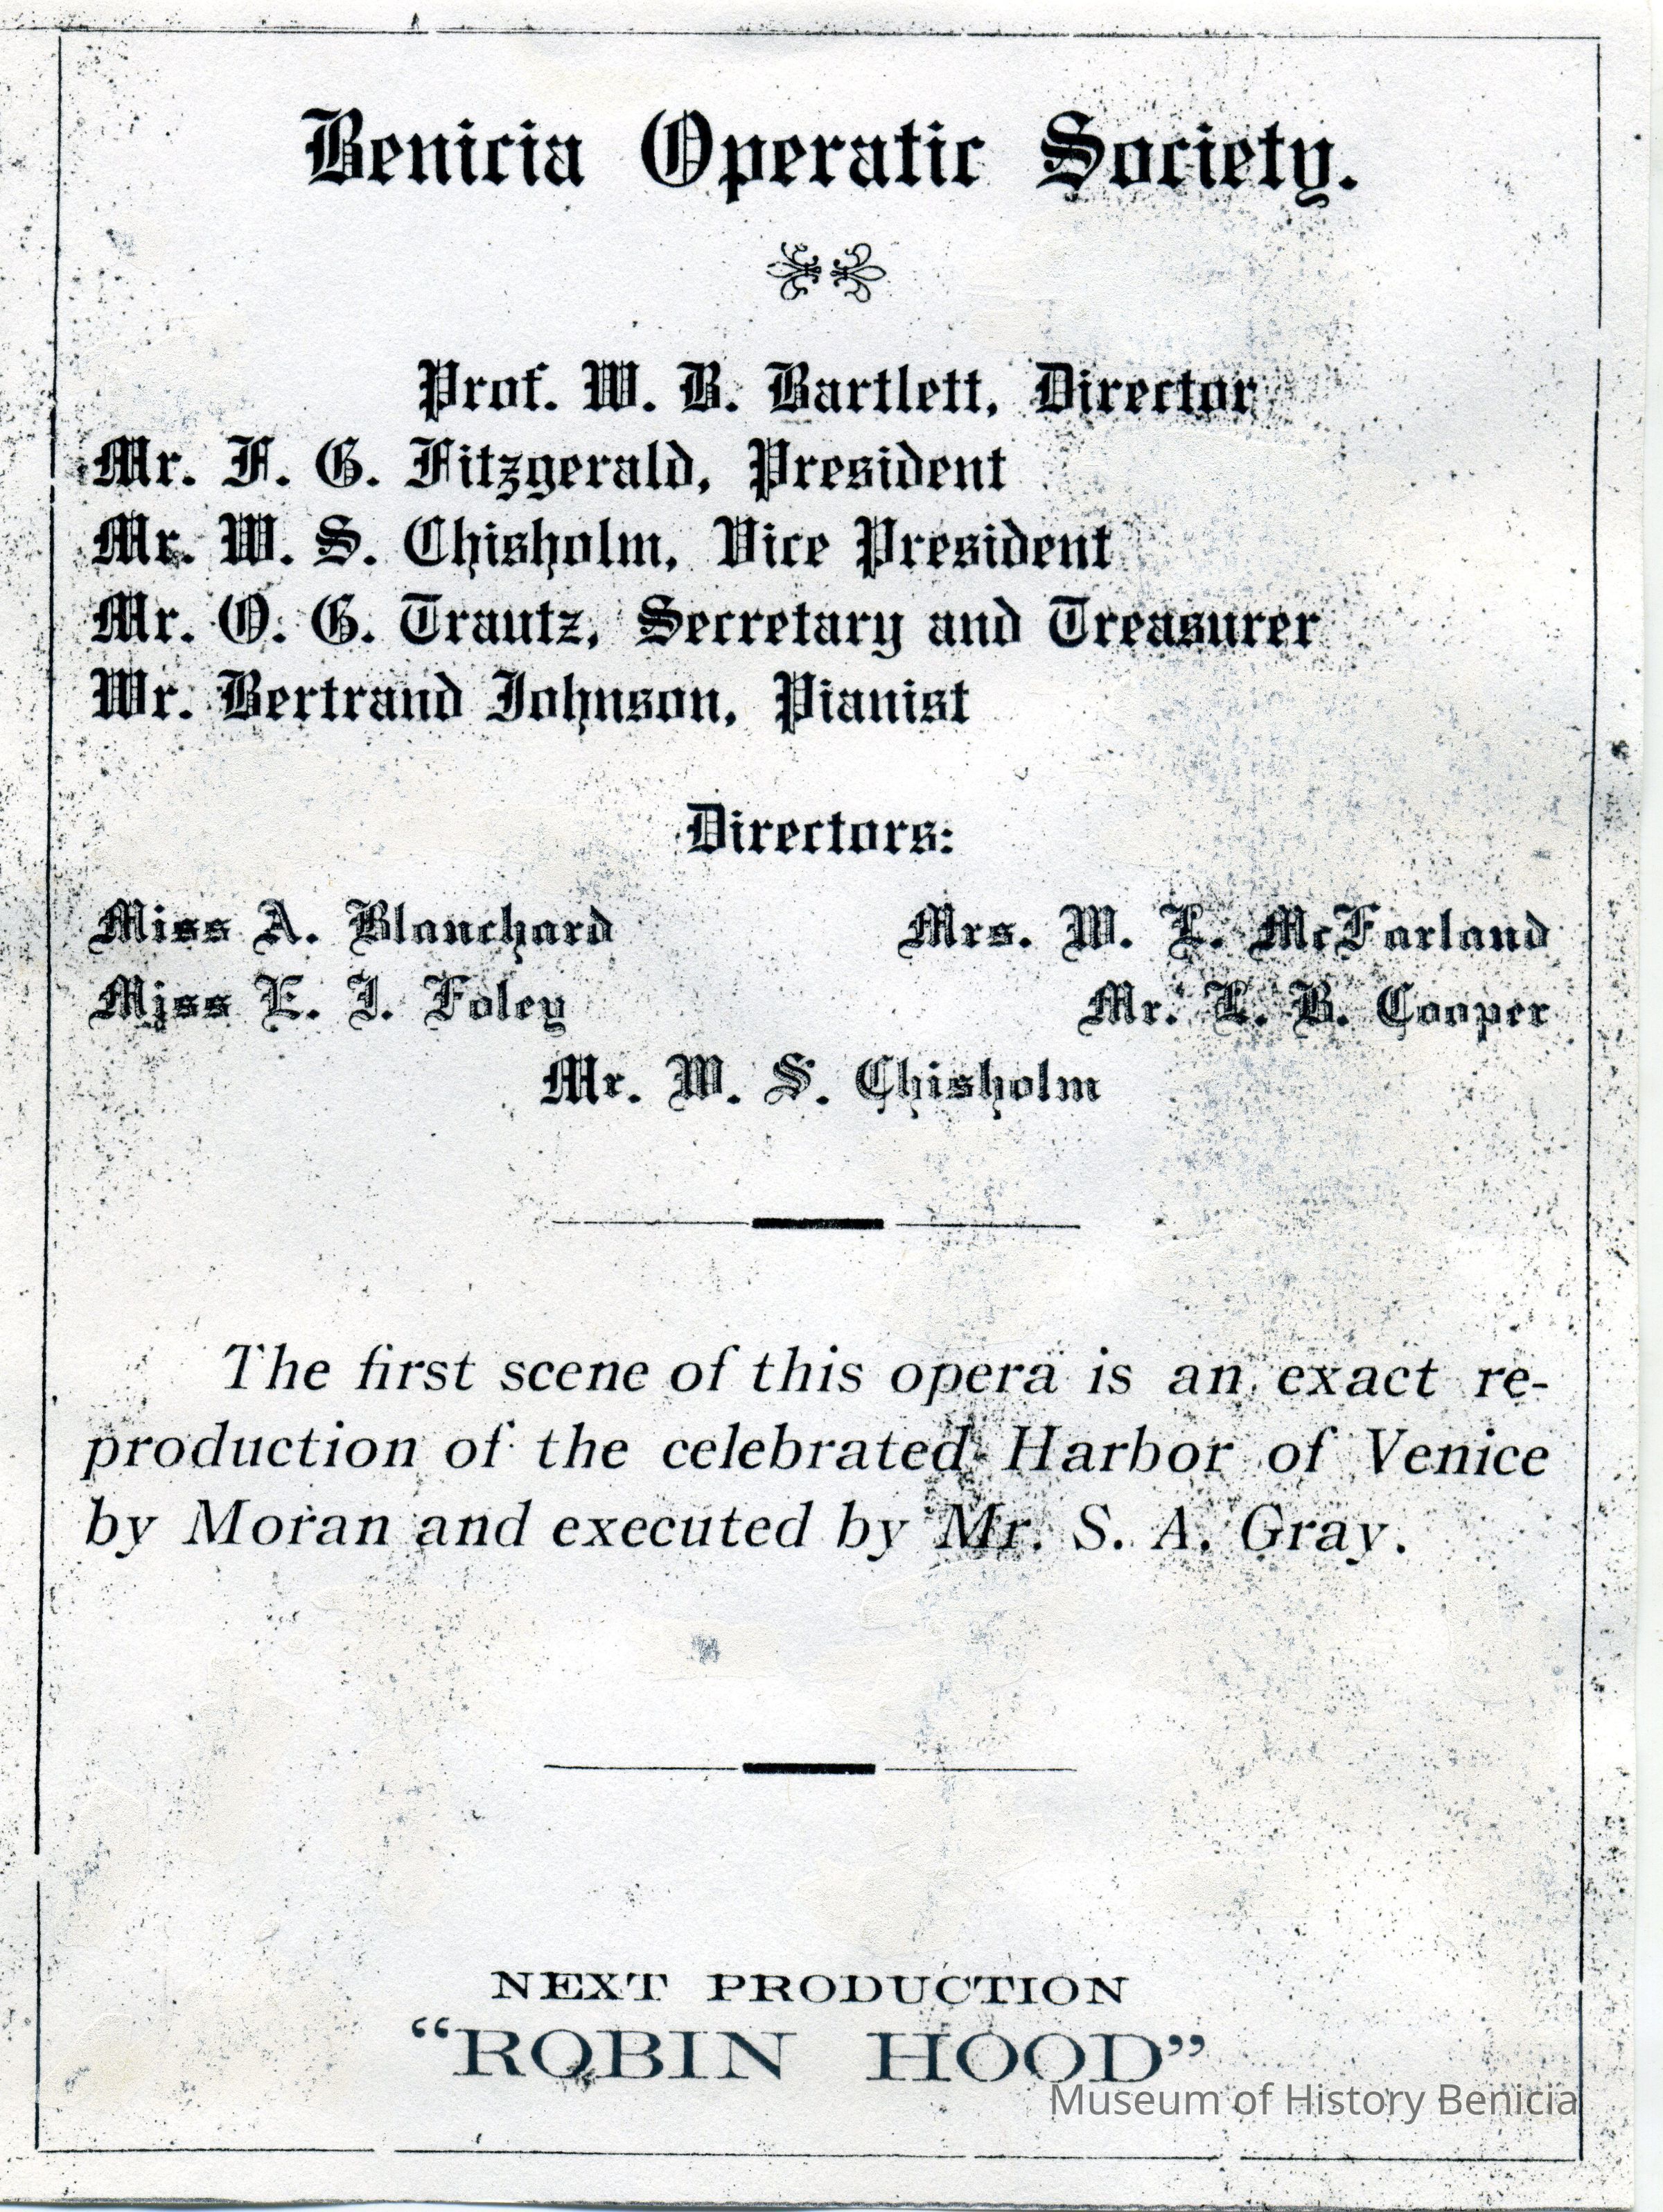 Benicia Operatic Society.
Prof. W. B. Bartlett, Director
Mr. F. G. Fitzgerald, President
Mr. W. S. Chisholm, Vice President
Mr. O. G. Trautz, Secretary and Treasurer
Wr. Bertrand Johnson, Pianist
Directors:
Miss A. Blanchard Mrs. W. L. McFarland
Miss E. I. Foley Mr. L. B. Cooper
Mr. W. S. Chisholm
The first scene of this opera is an exact re-
production of the celebrated Harbor of Venice
by Moran and executed by Mr. S. A. Gray.
NEXT PRODUCTION
“ROBIN HOOD”
Museum of History Benicia